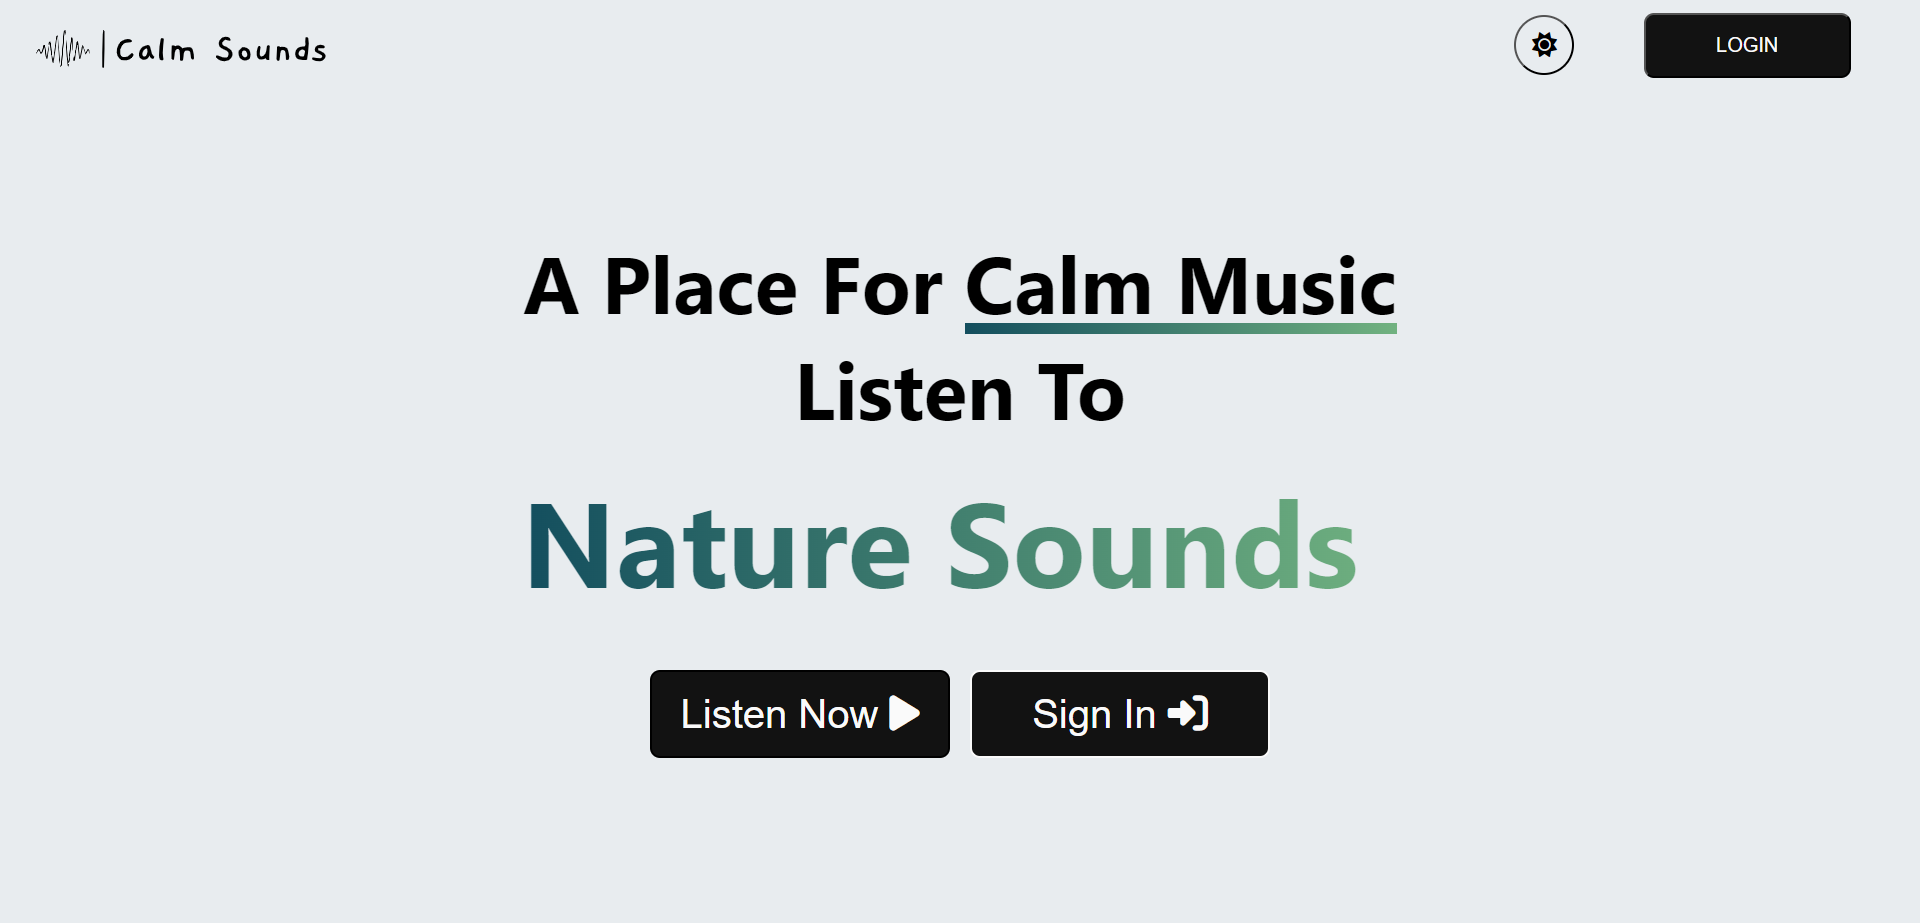 Calm Sounds
LOGIN
A Place For Calm Music
Listen To
Nature Sounds
Listen Now
Sign In